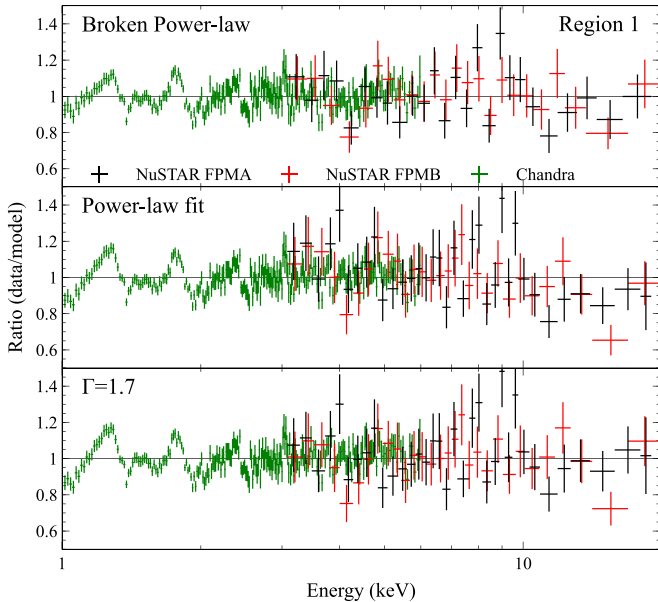 1.4
Broken Power-law Region 1
1.2
1
0.8
0.6
NuSTAR FPMA NuSTAR FPMB Chandra
1.4
Power-law fit
1.2
1
0.8
0.6
Ratio (data/model)
1.4
Γ=1.7
1.2
1
0.8
0.6
1 10
Energy (keV)